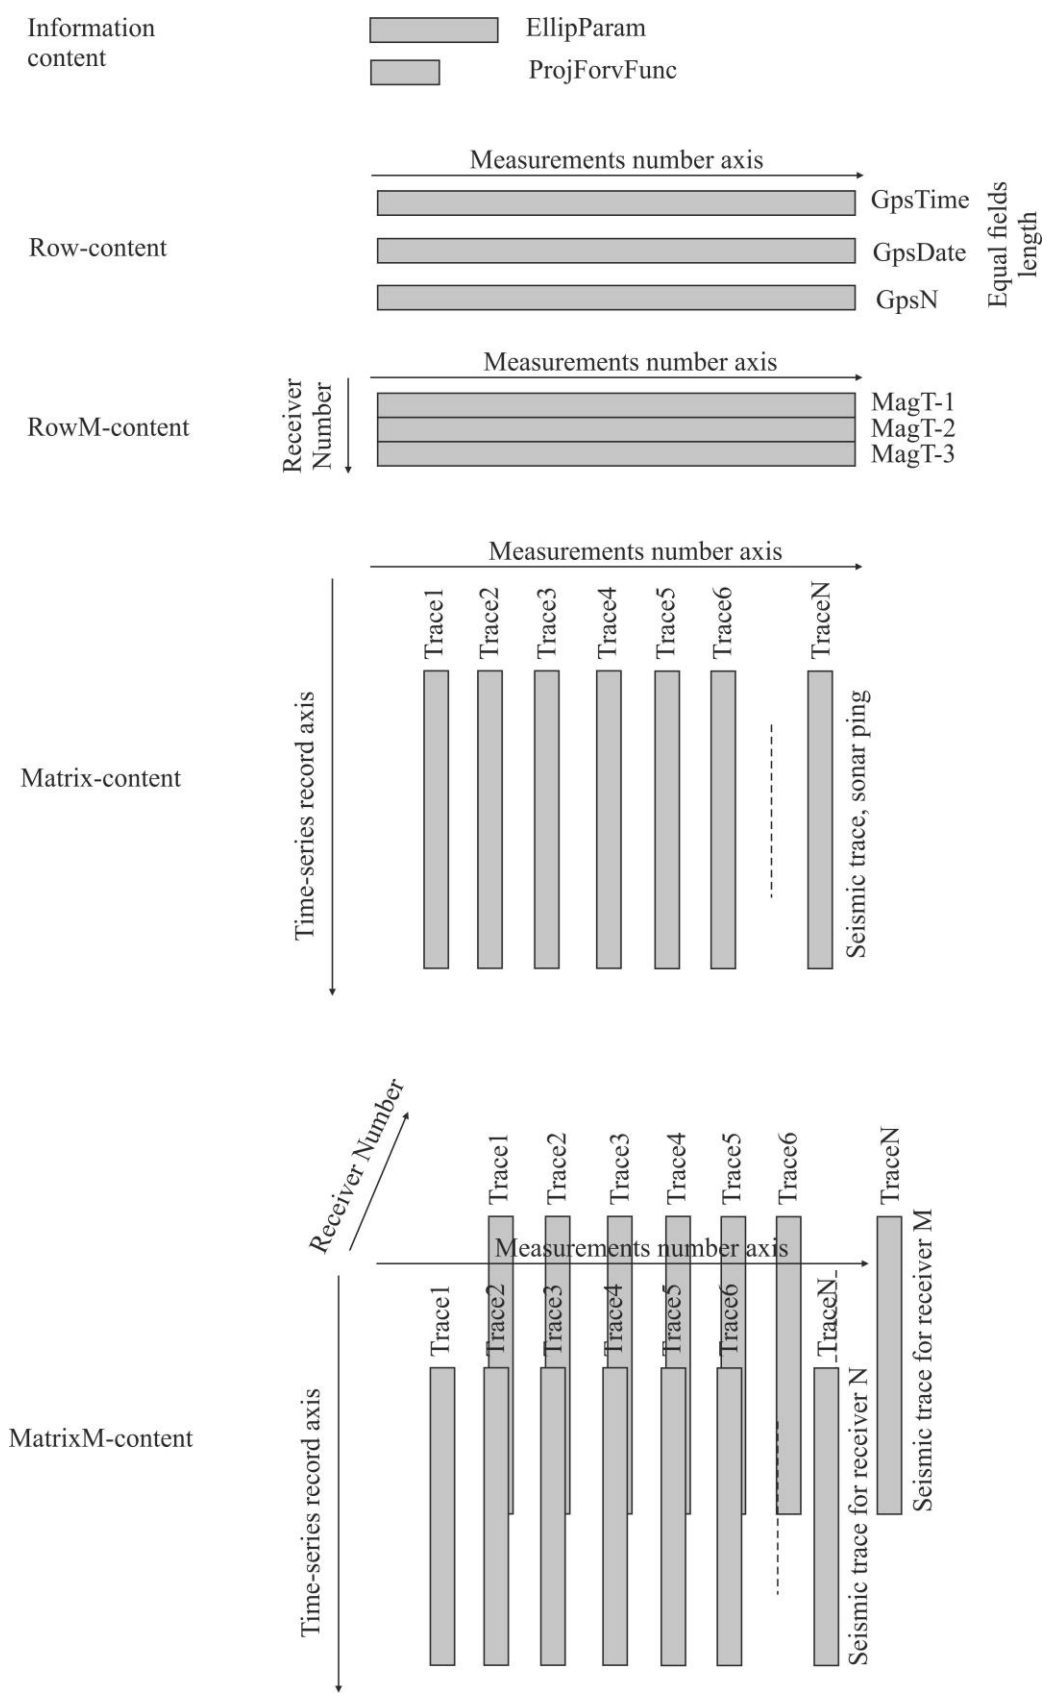 Information
content
EllipParam
ProjForvFunc
Measurements number axis
Row-content
GpsTime
GpsDate
GpsN
Equal fields
length
Measurements number axis
RowM-content
Receiver
Number
MagT-1
MagT-2
MagT-3
Measurements number axis
Matrix-content
Time-series record axis
Trace1
Trace2
Trace3
Trace4
Trace5
Trace6
TraceN
Seismic trace, sonar ping
Receiver Number
Trace1
Trace2
Trace3
Trace4
Trace5
Trace6
TraceN
Seismic trace for receiver M
Measurements number axis
MatrixM-content
Time-series record axis
Trace1
Trace2
Trace3
Trace4
Trace5
Trace6
TraceN
Seismic trace for receiver N